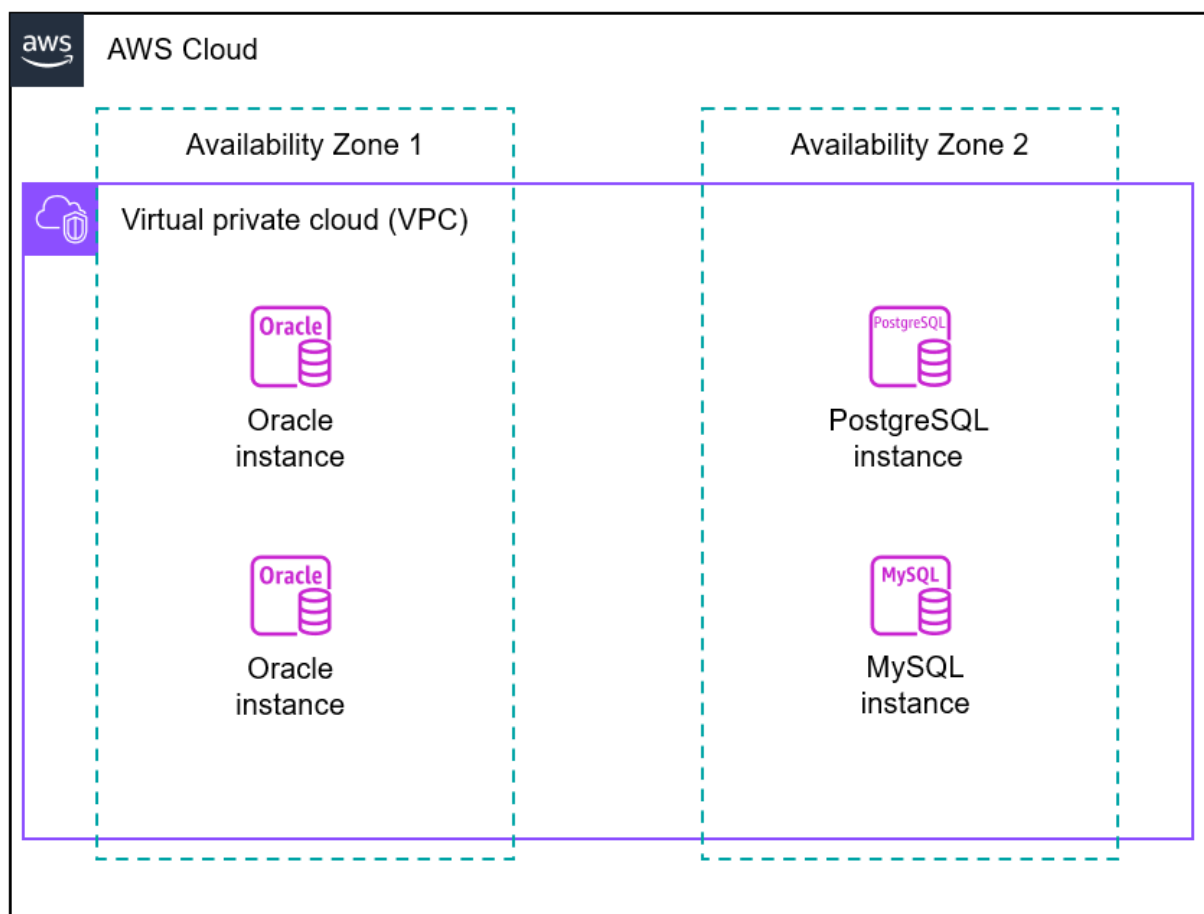 aws
AWS Cloud
Availability Zone 1
Availability Zone 2
Virtual private cloud (VPC)
Oracle
Oracle
instance
PostgreSQL
PostgreSQL
instance
Oracle
Oracle
instance
MySQL
MySQL
instance